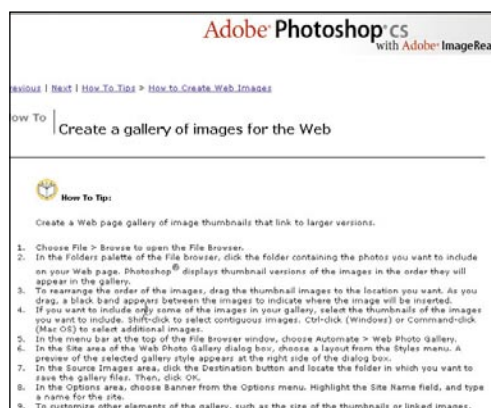 Adobe® Photoshop® cs
with Adobe® ImageRea
evious | Next | How To Tips > How to Create Web Images
ow To
Create a gallery of images for the Web
How To Tip:
Create a Web page gallery of image thumbnails that link to larger versions.
1. Choose File > Browse to open the File Browser.
2. In the Folders palette of the File browser, click the folder containing the photos you want to include
on your Web page. Photoshop® displays thumbnail versions of the images in the order they will
appear in the gallery.
3. To rearrange the order of the images, drag the thumbnail images to the location you want. As you
drag, a black band appears between the images to indicate where the image will be inserted.
4. If you want to include only some of the images in your gallery, select the thumbnails of the images
you want to include. Shift-click to select contiguous images. Ctrl-click (Windows) or Command-click
(Mac OS) to select additional images.
5. In the menu bar at the top of the File Browser window, choose Automate > Web Photo Gallery.
6. In the Site area of the Web Photo Gallery dialog box, choose a layout from the Styles menu. A
preview of the selected gallery style appears at the right side of the dialog box.
7. In the Source Images area, click the Destination button and locate the folder in which you want to
save the gallery files. Then, click OK.
8. In the Options area, choose Banner from the Options menu. Highlight the Site Name field, and type
a name for the site.
9. To customize other elements of the gallery, such as the size of the thumbnails or linked images,